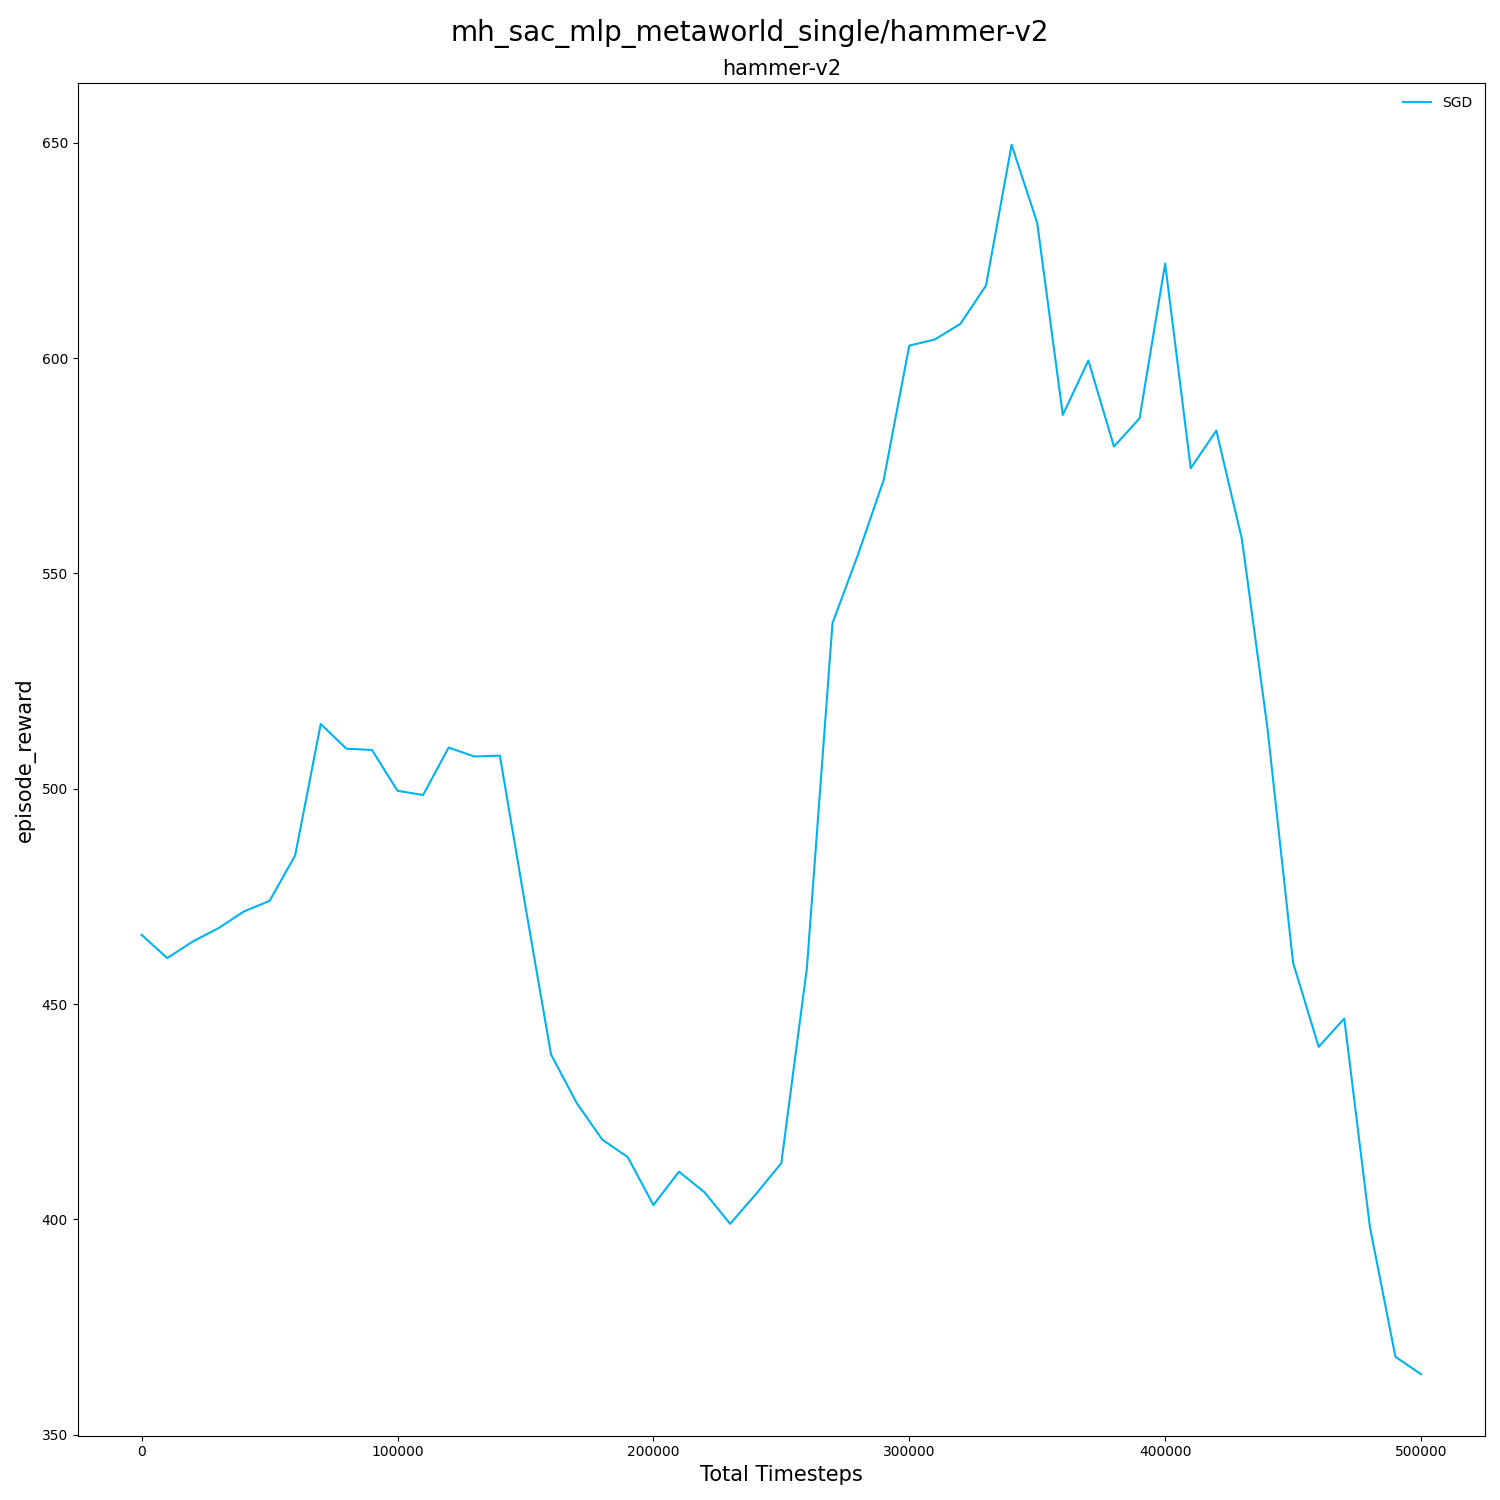 mh_sac_mlp_metaworld_single/hammer-v2
hammer-v2
SGD
650
600
550
500
450
400
350
episode_reward
0 100000 200000 300000 400000 500000
Total Timesteps